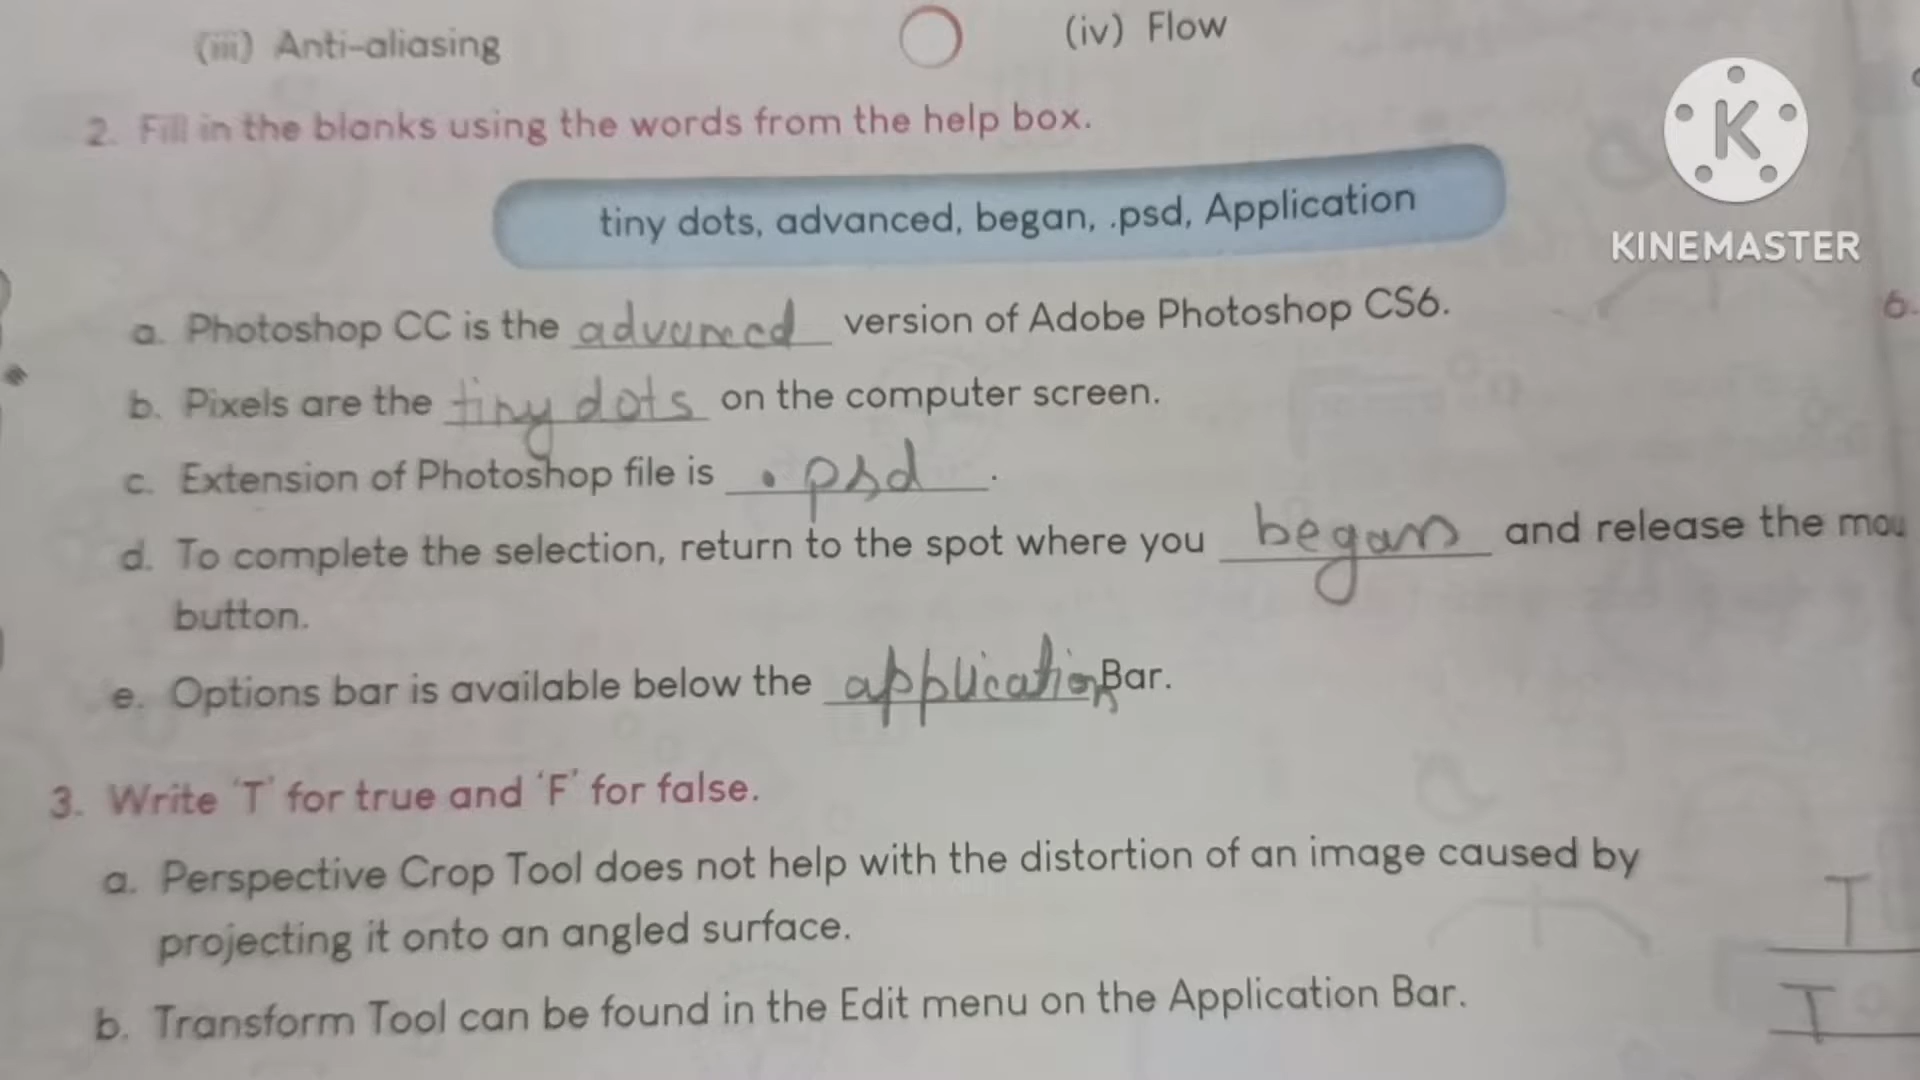 (iii) Anti-aliasing (iv) Flow
2. Fill in the blanks using the words from the help box.
tiny dots, advanced, began, .psd, Application
K
KINEMASTER
a. Photoshop CC is the advanced version of Adobe Photoshop CS6.
6.
b. Pixels are the tiny dots on the computer screen.
c. Extension of Photoshop file is .psd.
d. To complete the selection, return to the spot where you began and release the mou
button.
e. Options bar is available below the application Bar.
3. Write 'T' for true and 'F' for false.
a. Perspective Crop Tool does not help with the distortion of an image caused by
projecting it onto an angled surface. T
b. Transform Tool can be found in the Edit menu on the Application Bar. T